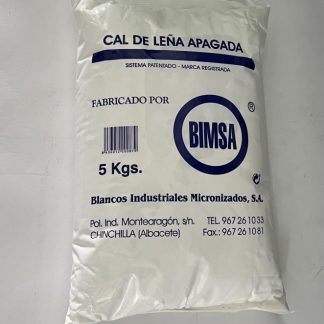 CAL DE LEÑA APAGADA
SISTEMA PATENTADO - MARCA REGISTRADA
FABRICADO POR
®
BIMSA
5 Kgs.
Blancos Industriales Micronizados, S.A.
Pol. Ind. Montearagón, s/n. TEL. 967 26 10 33
CHINCHILLA (Albacete) Fax.: 967 26 10 81